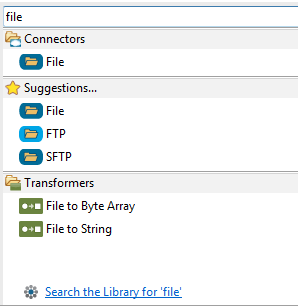 file
Connectors
File
Suggestions...
File
FTP
SFTP
Transformers
File to Byte Array
File to String
Search the Library for 'file'